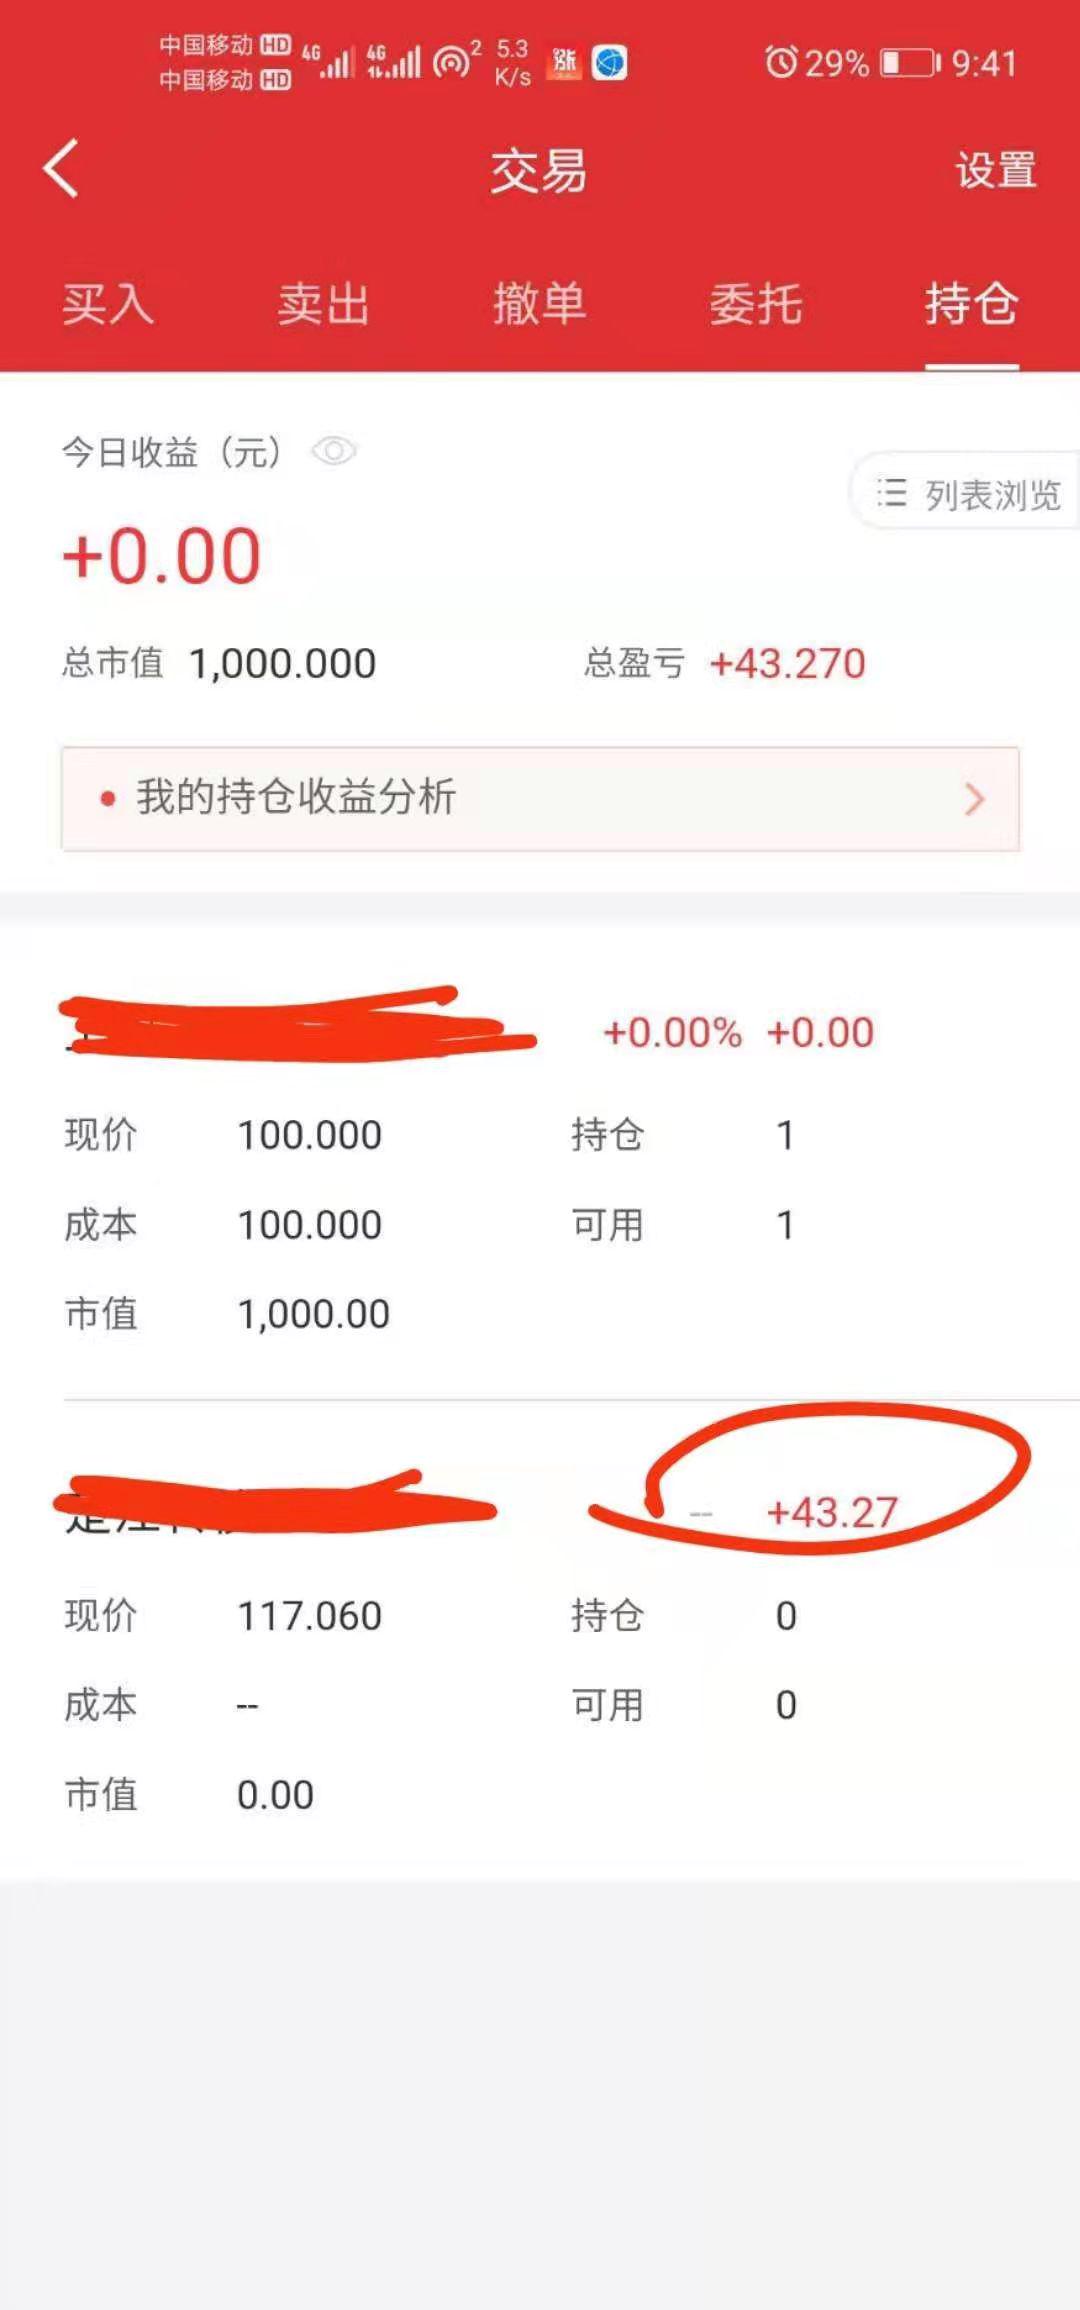 中国移动 HD 4G 4G 2 5.3 涨 29% 9:41
中国移动 HD K/s
交易 设置
买入 卖出 撤单 委托 持仓
今日收益（元）
列表浏览
+0.00
总市值 1,000.000 总盈亏 +43.270
我的持仓收益分析
+0.00% +0.00
现价 100.000 持仓 1
成本 100.000 可用 1
市值 1,000.00
-- +43.27
现价 117.060 持仓 0
成本 -- 可用 0
市值 0.00